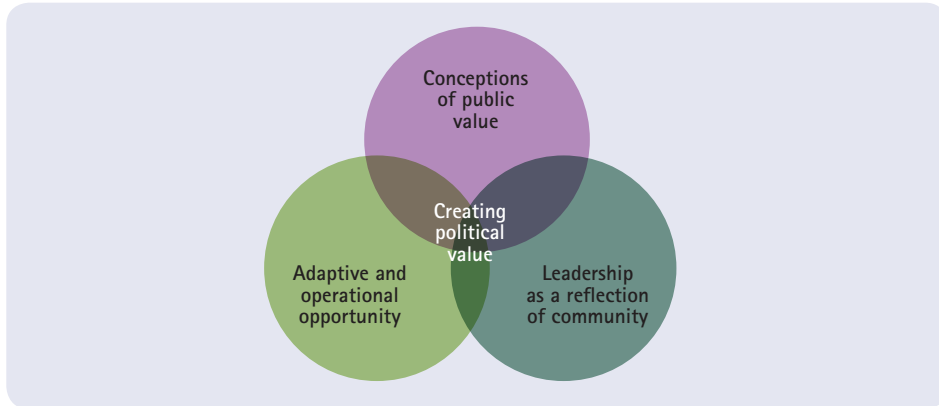 Conceptions
of public
value
Creating
political
value
Adaptive and
operational
opportunity
Leadership
as a reflection
of community